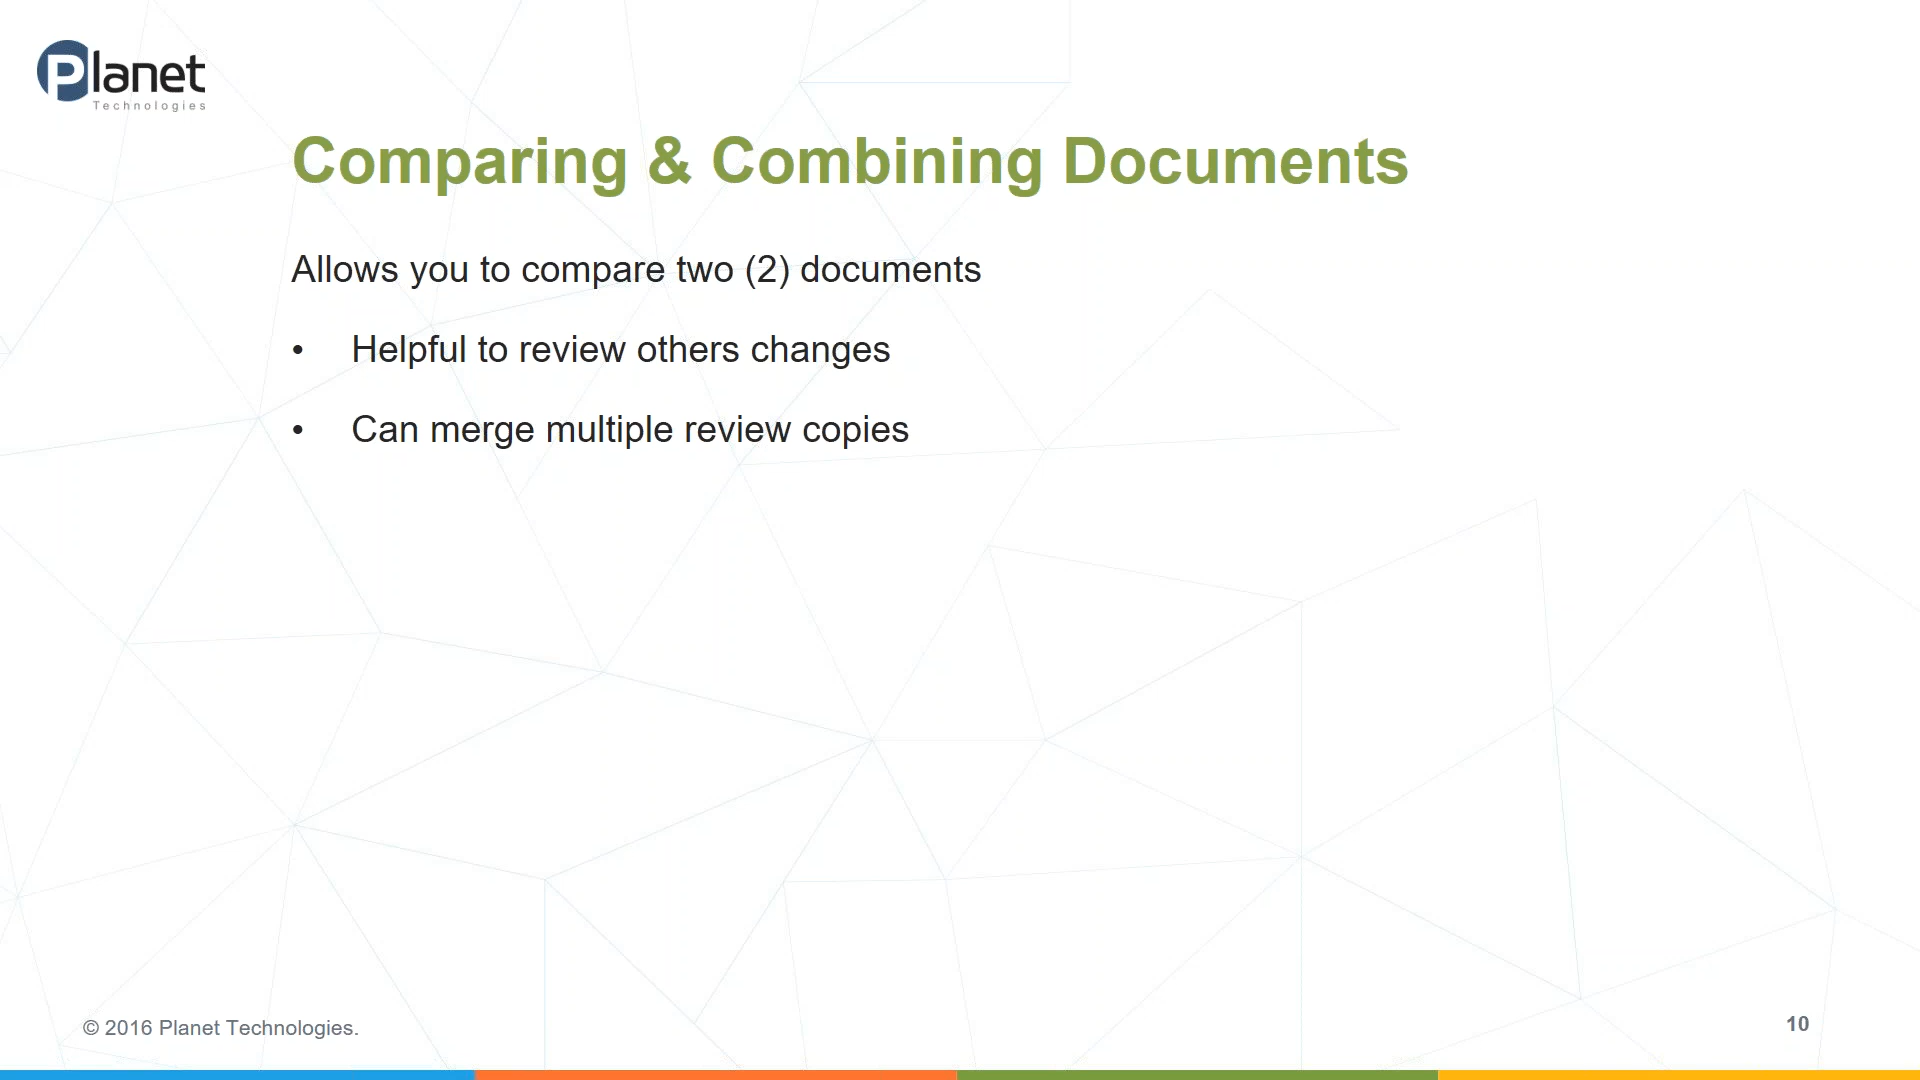 Planet
Technologies
Comparing & Combining Documents
Allows you to compare two (2) documents
• Helpful to review others changes
• Can merge multiple review copies
© 2016 Planet Technologies.
10